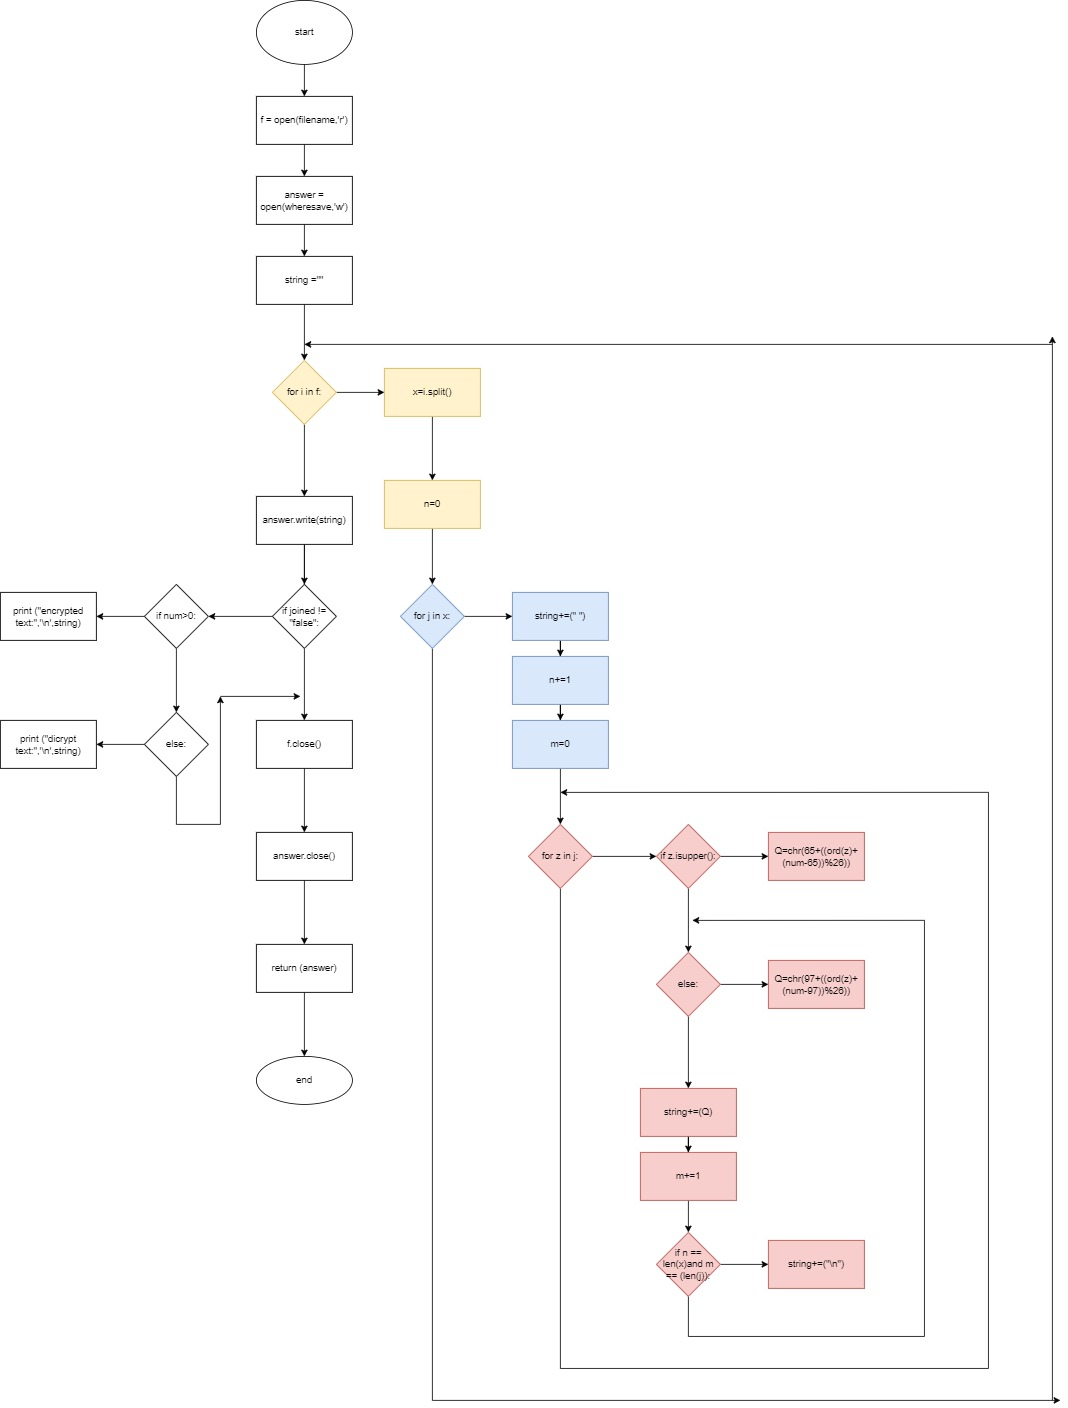 start
f = open(filename,'r')
answer =
open(wheresave,'w')
string =""
for i in f:
x=i.split()
n=0
answer.write(string)
print ("encrypted
text:",'\n',string)
if num>0:
if joined !=
"false":
for j in x:
string+=(" ")
n+=1
print ("dicrypt
text:",'\n',string)
else:
f.close()
m=0
answer.close()
for z in j:
if z.isupper():
Q=chr(65+((ord(z)+
(num-65))%26))
return (answer)
else:
Q=chr(97+((ord(z)+
(num-97))%26))
end
string+=(Q)
m+=1
if n ==
len(x)and m
== (len(j)):
string+=("\n")